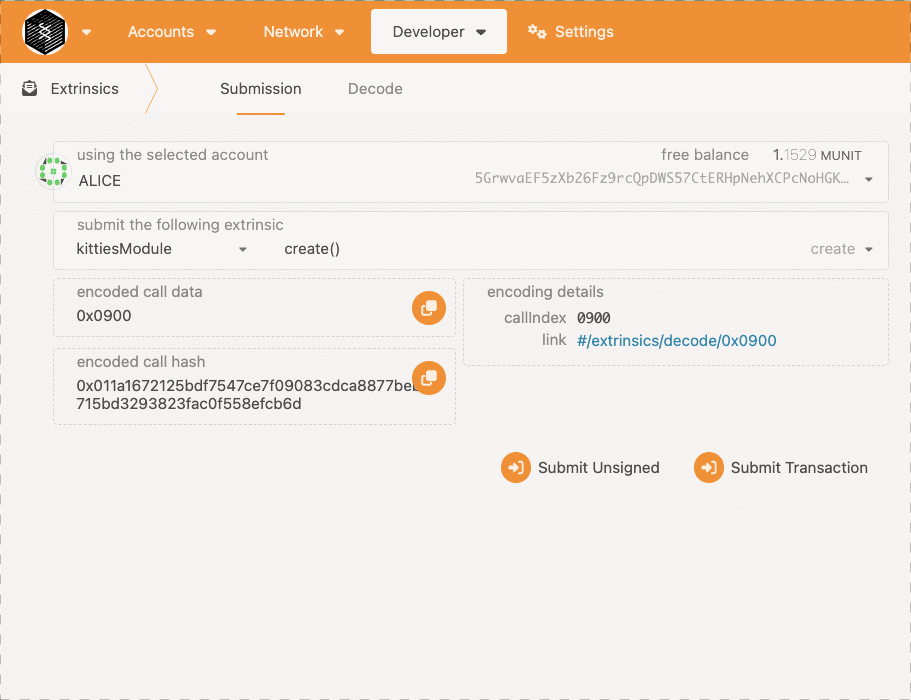 Accounts Network Developer Settings
Extrinsics Submission Decode
using the selected account free balance 1.1529 MUNIT
ALICE 5GrwvaEF5zXb26Fz9rcQpDWS57CtERHpNehXCPcNoHGK…
submit the following extrinsic
kittiesModule create() create
encoded call data
0x0900
encoding details
callIndex 0900
link #/extrinsics/decode/0x0900
encoded call hash
715bd3293823fac0f558efcb6d
Submit Unsigned Submit Transaction